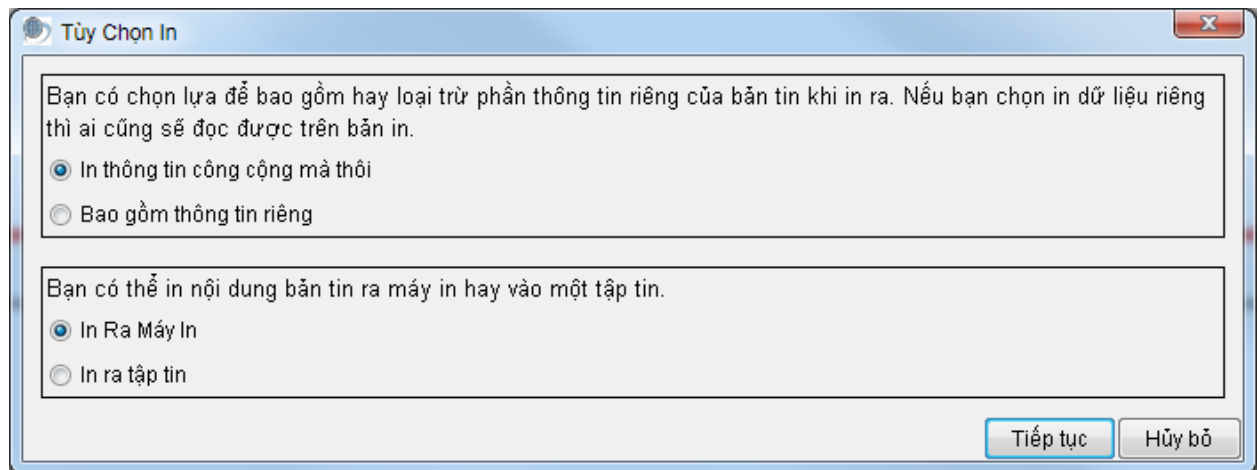 Tùy Chọn In
Bạn có chọn lựa để bao gồm hay loại trừ phần thông tin riêng của bản tin khi in ra. Nếu bạn chọn in dữ liệu riêng
thì ai cũng sẽ đọc được trên bản in.
In thông tin công cộng mà thôi
Bao gồm thông tin riêng
Bạn có thể in nội dung bản tin ra máy in hay vào một tập tin.
In Ra Máy In
In ra tập tin
Tiếp tục Hủy bỏ